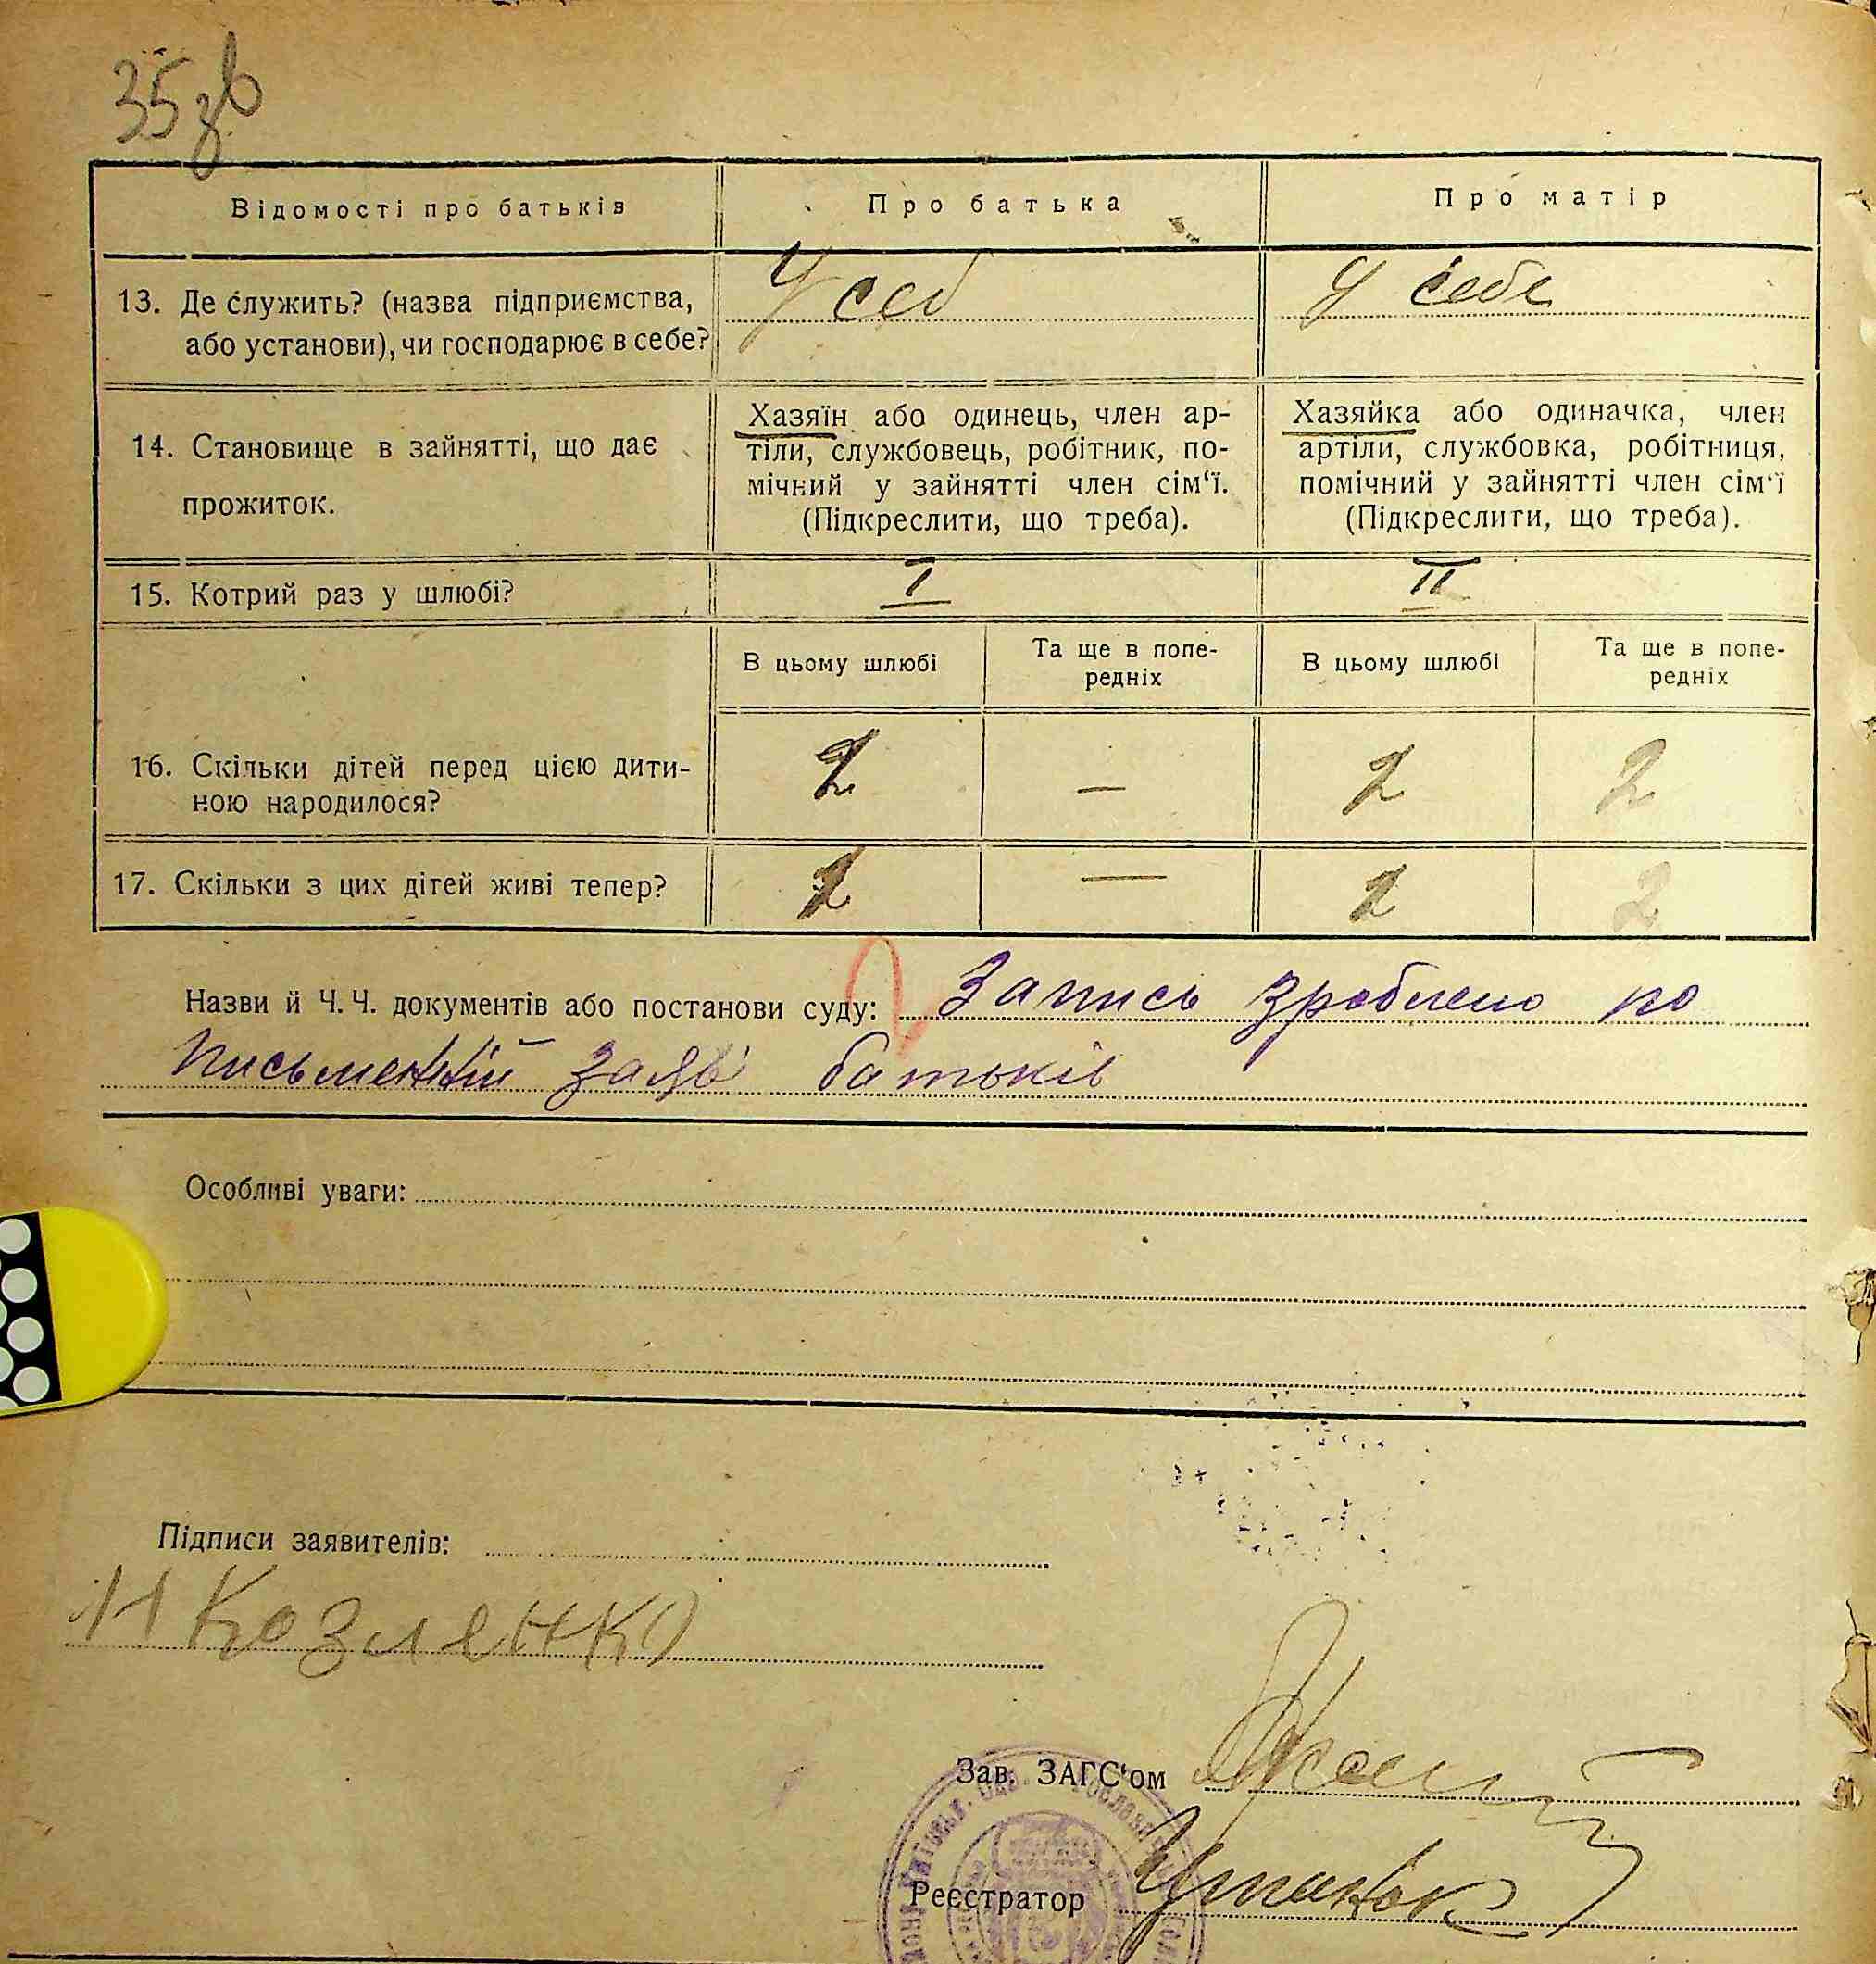 35 зв
Відомості про батьків
Про батька
Про матір
13. Де служить? (назва підприємства,
або установи), чи господарює в себе?
У себ
У себе
14. Становище в зайнятті, що дає
прожиток.
Хазяїн або одинець, член ар-
тіли, службовець, робітник, по-
мічний у зайнятті член сім‘ї.
(Підкреслити, що треба).
Хазяйка або одиначка, член
артіли, службовка, робітниця,
помічний у зайнятті член сім‘ї
(Підкреслити, що треба).
15. Котрий раз у шлюбі?
I
II
В цьому шлюбі
Та ще в попе-
редніх
В цьому шлюбі
Та ще в попе-
редніх
16. Скільки дітей перед цією дити-
ною народилося?
2
—
2
2
17. Скільки з цих дітей живі тепер?
—
2
Назви й Ч. Ч. документів або постанови суду: Запись зроблено по
письменній заяві батьків
Особливі уваги:
Підписи заявителів:
Н Козленко
Зав. ЗАГС‘ом
Реєстратор